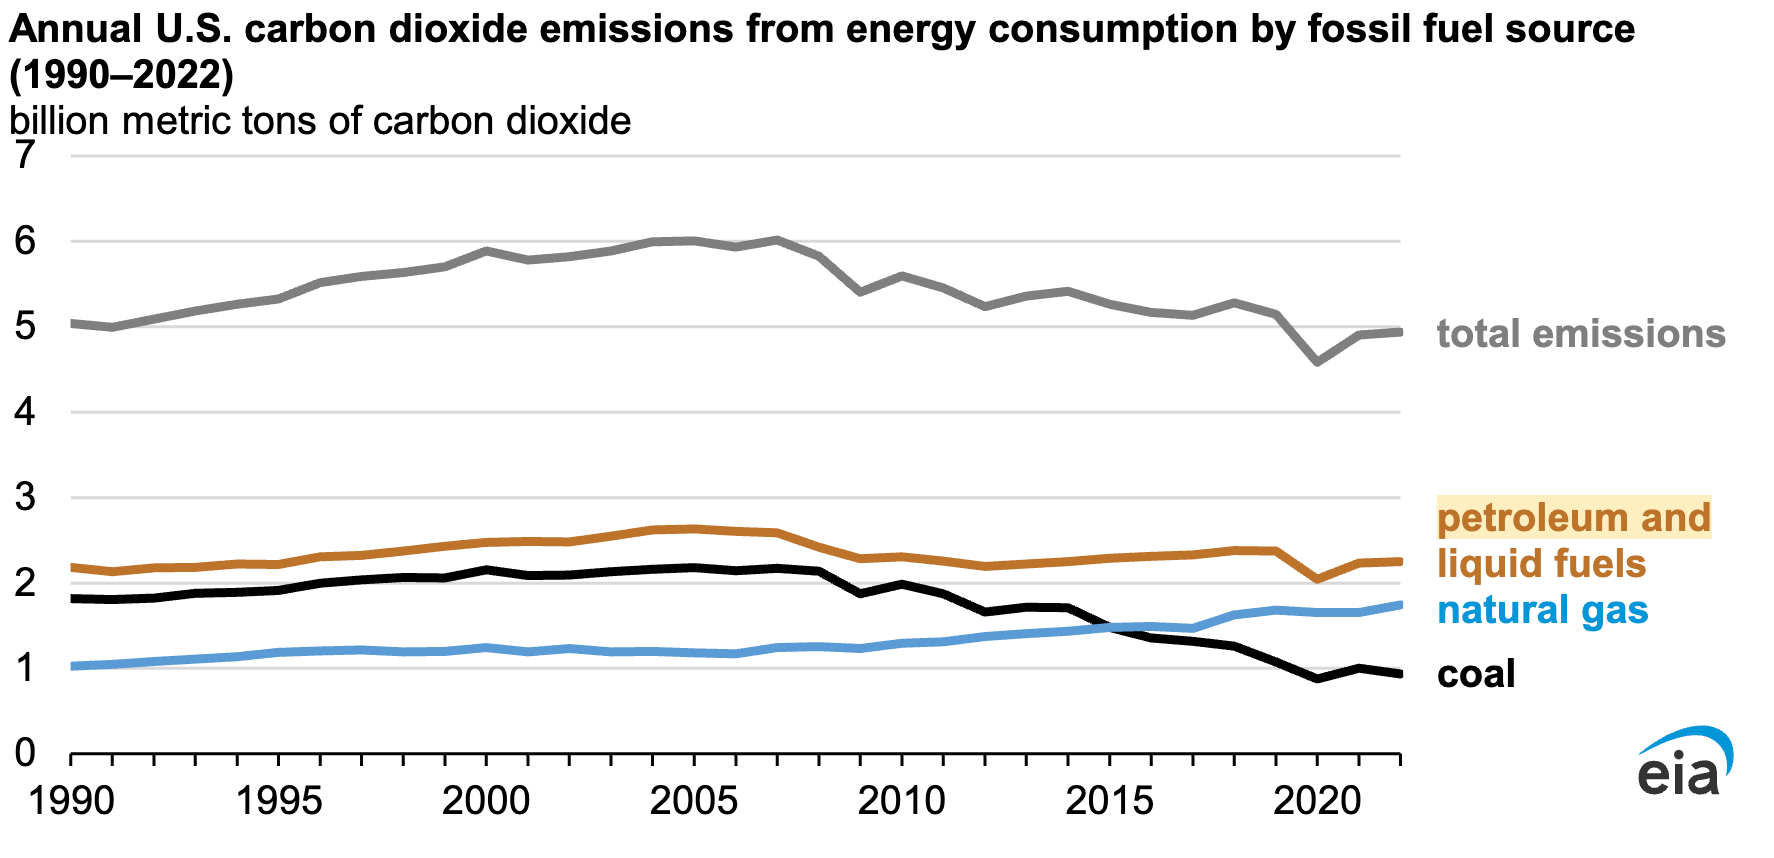 Annual U.S. carbon dioxide emissions from energy consumption by fossil fuel source
(1990–2022)
billion metric tons of carbon dioxide
7
6
5
4
3
2
1
0
1990 1995 2000 2005 2010 2015 2020
total emissions
petroleum and
liquid fuels
natural gas
coal
eia